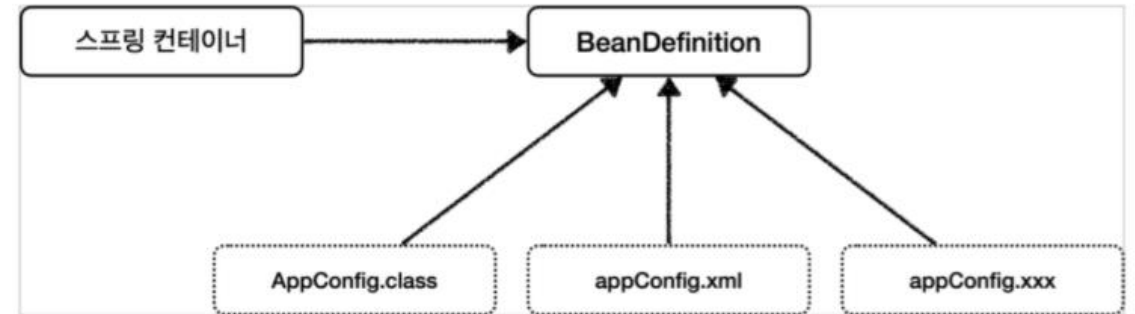 스프링 컨테이너
BeanDefinition
AppConfig.class
appConfig.xml
appConfig.xxx